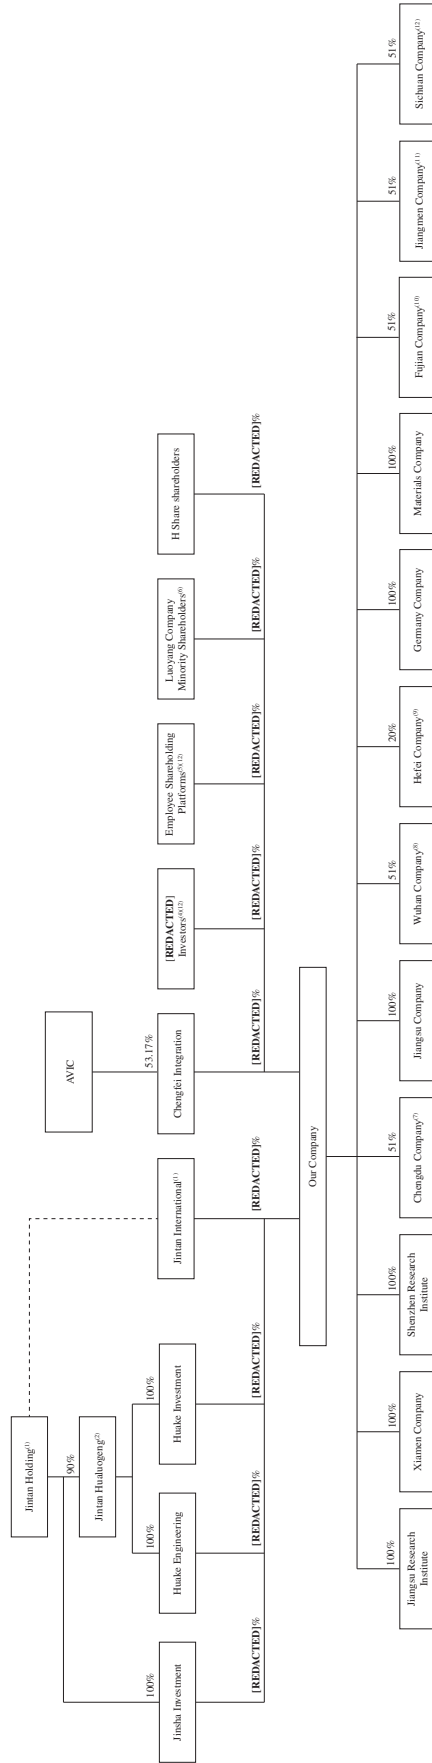 Jintan Holding(1)
90%
Jintan Hualuogeng(2)
AVIC
100%
100%
100%
53.17%
Jinsha Investment
Huake Engineering
Huake Investment
Jintan International(1)
Chengfei Integration
[REDACTED]
Investors(4)(12)
Employee Shareholding
Platforms(5)(12)
Luoyang Company
Minority Shareholders(6)
H Share shareholders
[REDACTED]%
[REDACTED]%
[REDACTED]%
[REDACTED]%
[REDACTED]%
[REDACTED]%
[REDACTED]%
[REDACTED]%
[REDACTED]%
Our Company
100%
100%
100%
51%
100%
51%
20%
100%
100%
51%
51%
51%
Jiangsu Research
Institute
Xiamen Company
Shenzhen Research
Institute
Chengdu Company(7)
Jiangsu Company
Wuhan Company(8)
Hefei Company(9)
Germany Company
Materials Company
Fujian Company(10)
Jiangmen Company(11)
Sichuan Company(12)